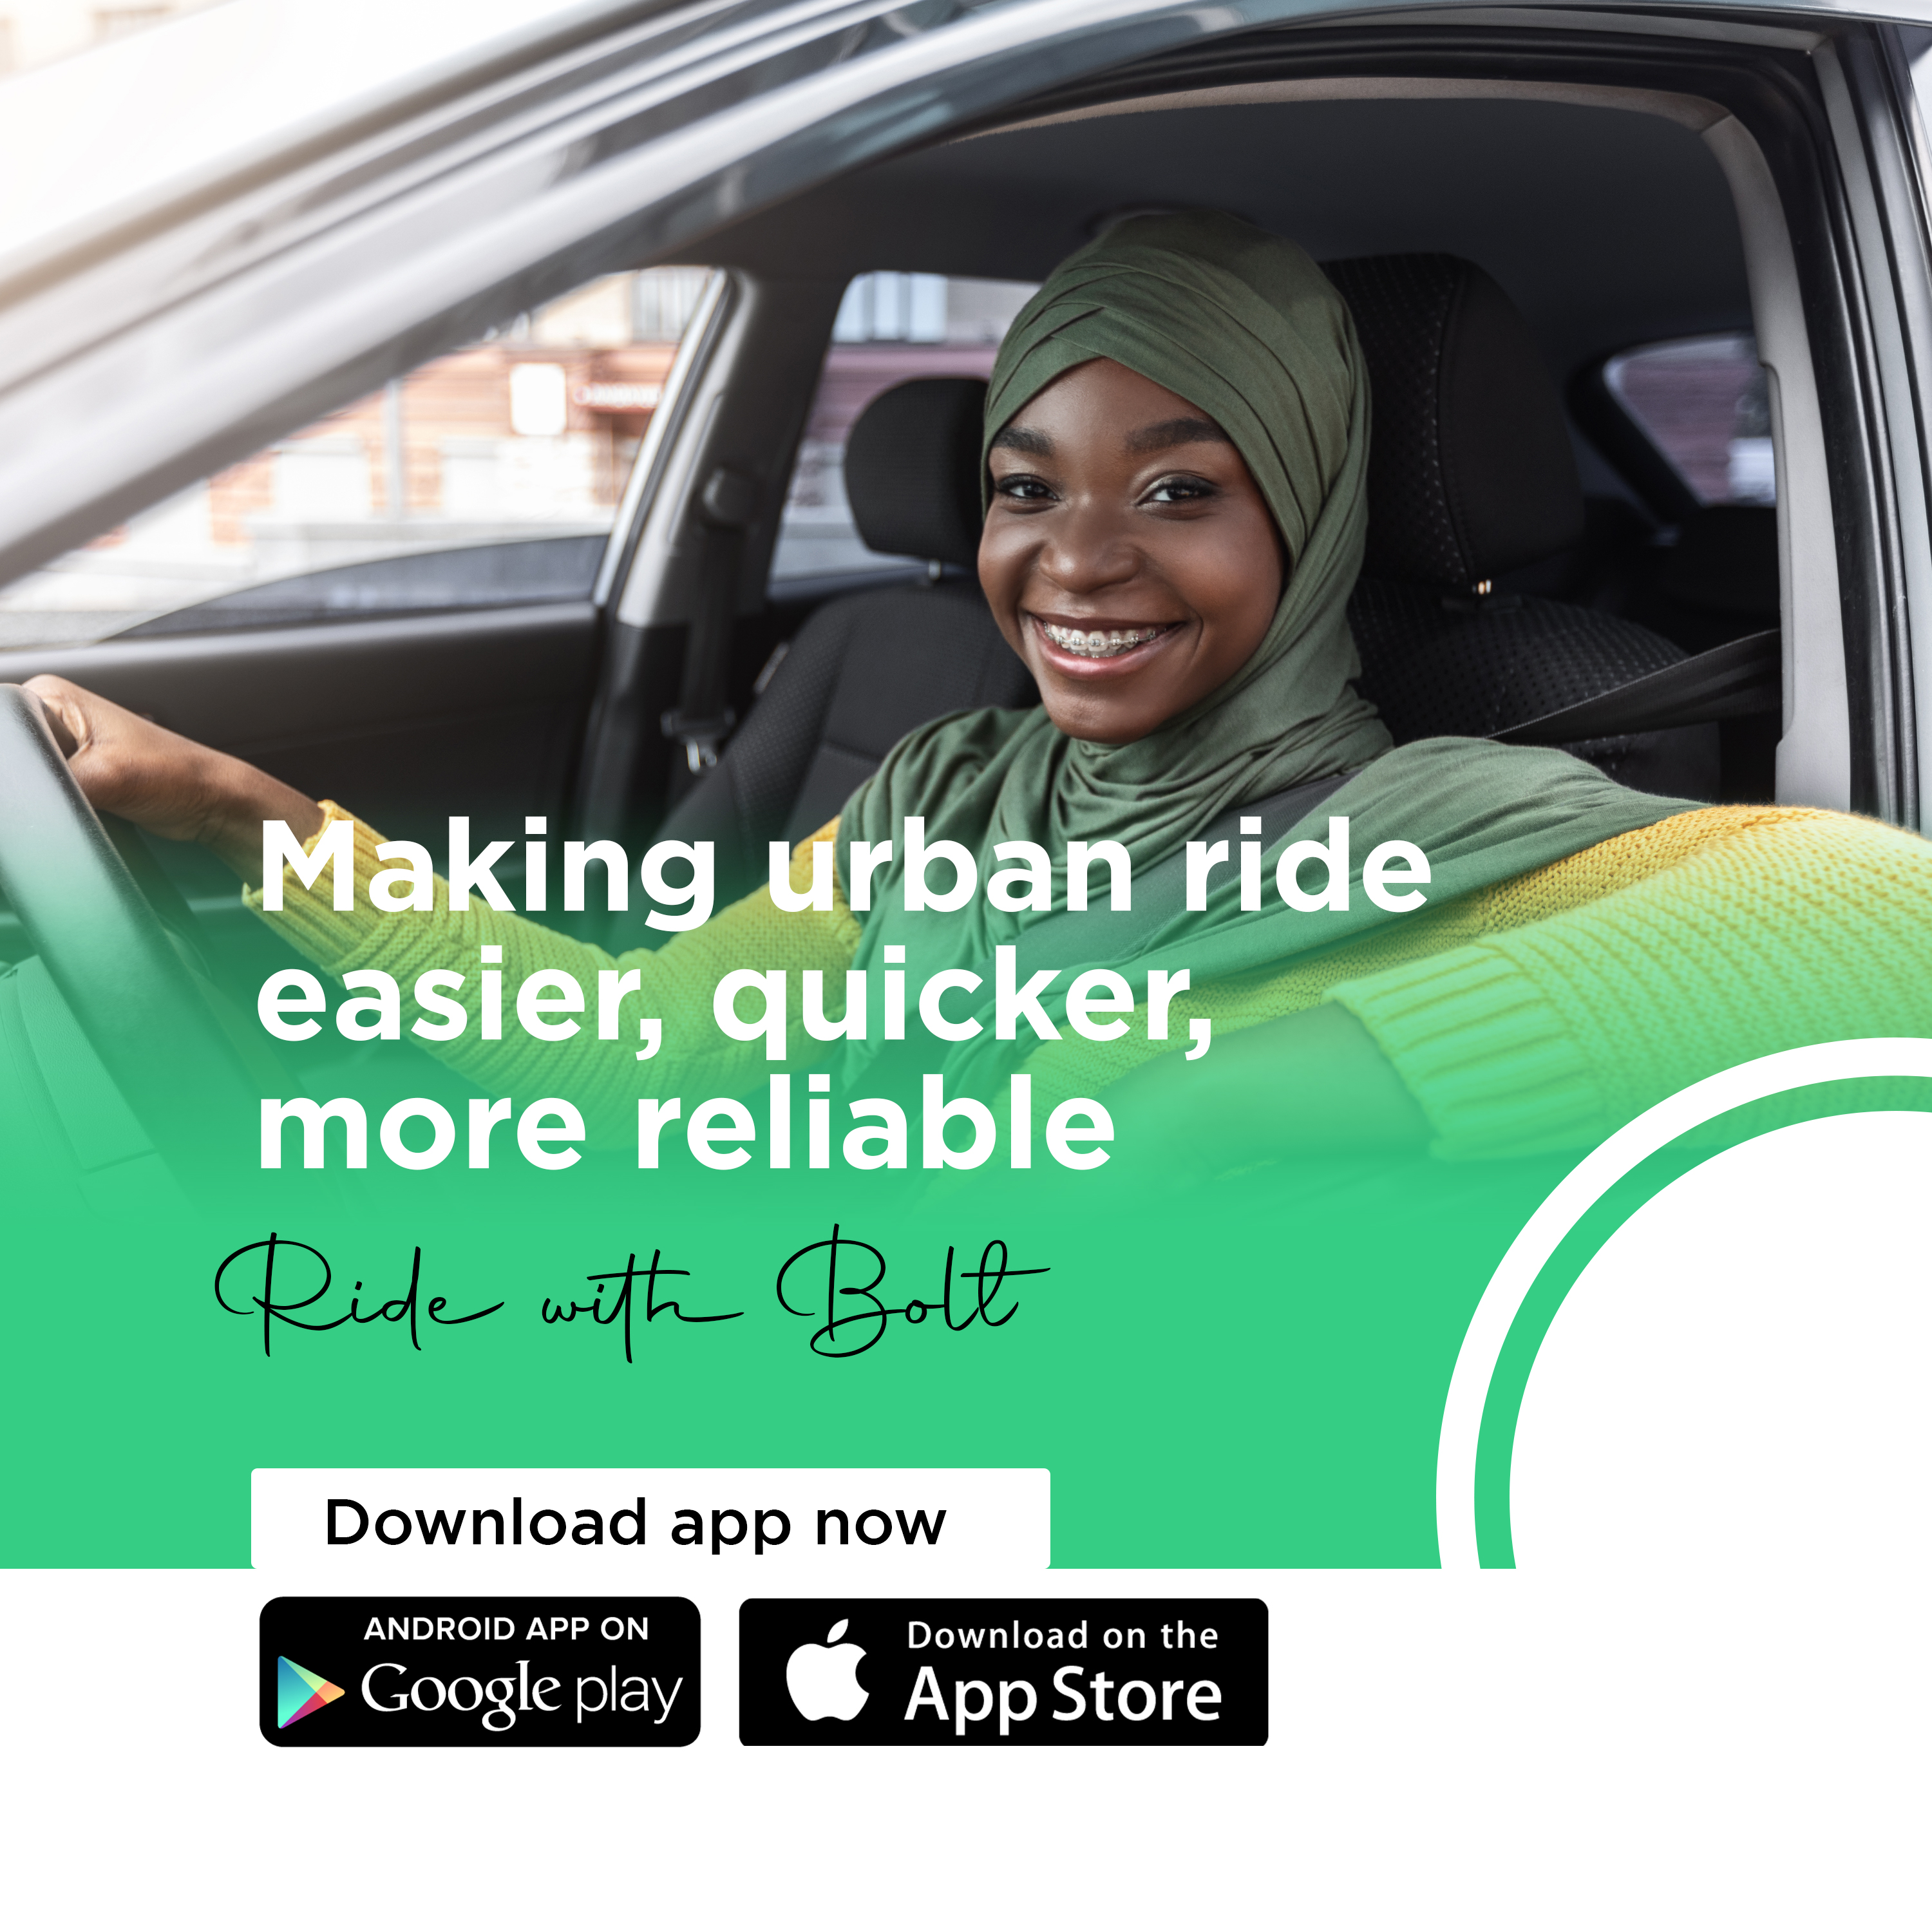 Making urban ride
easier, quicker,
more reliable
Ride with Bolt
Download app now
ANDROID APP ON
Google play
Download on the
App Store